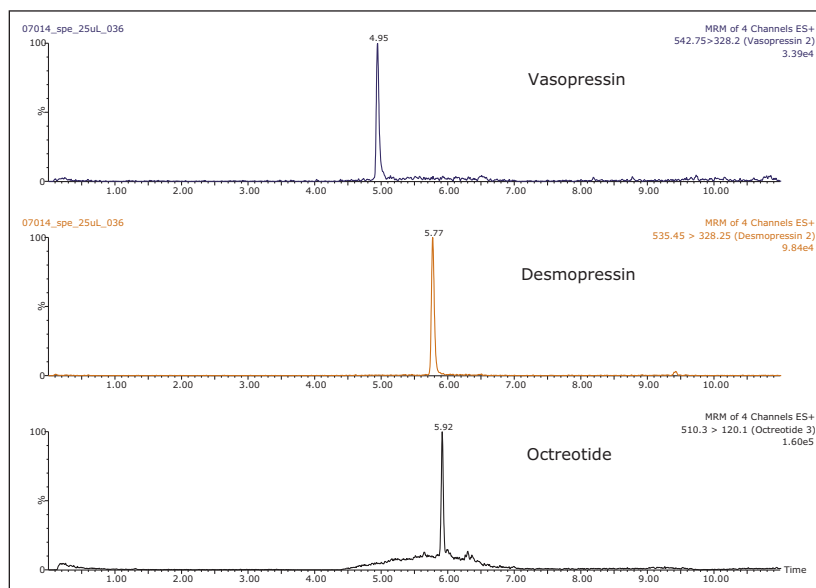 07014_spe_25uL_036
MRM of 4 Channels ES+
542.75>328.2 (Vasopressin 2)
3.39e4
100
4.95
Vasopressin
%
0
1.00 2.00 3.00 4.00 5.00 6.00 7.00 8.00 9.00 10.00
07014_spe_25uL_036
MRM of 4 Channels ES+
535.45 > 328.25 (Desmopressin 2)
9.84e4
100
5.77
Desmopressin
%
0
1.00 2.00 3.00 4.00 5.00 6.00 7.00 8.00 9.00 10.00
MRM of 4 Channels ES+
510.3 > 120.1 (Octreotide 3)
1.60e5
100
5.92
Octreotide
%
0
Time
1.00 2.00 3.00 4.00 5.00 6.00 7.00 8.00 9.00 10.00